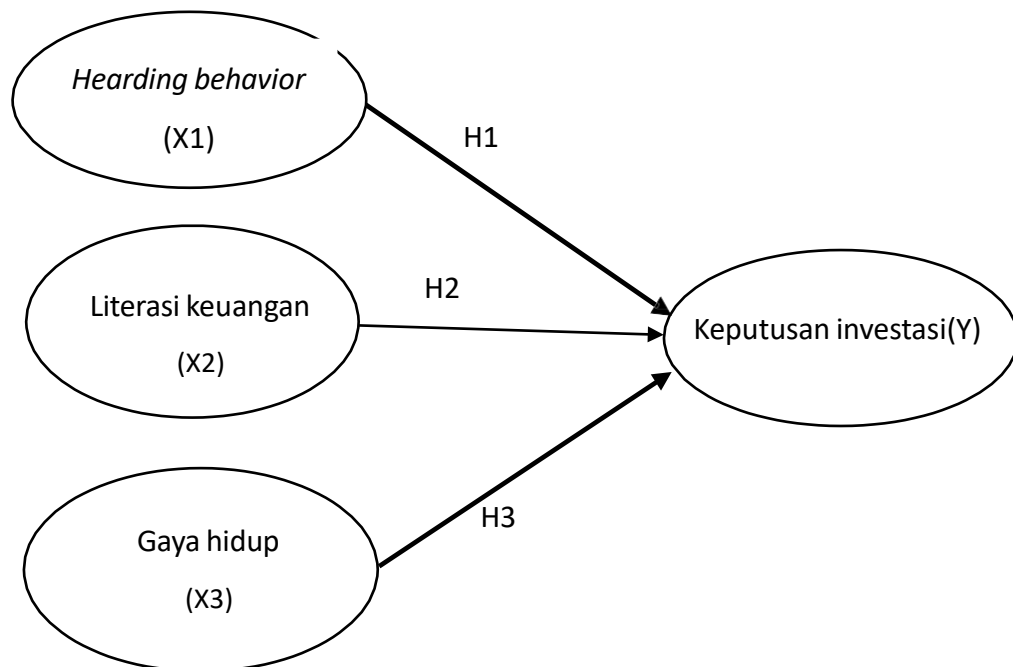 Hearding behavior
(X1)
H1
Literasi keuangan
(X2)
H2
Keputusan investasi(Y)
Gaya hidup
(X3)
H3